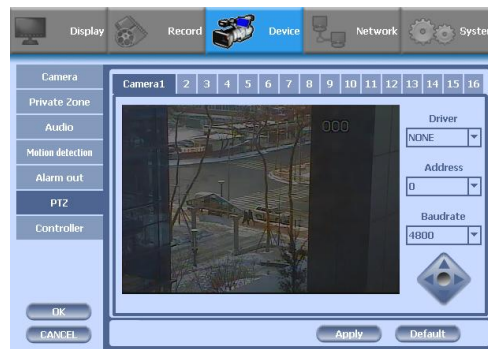 Display Record Device Network System
Camera
Private Zone
Audio
Motion detection
Alarm out
PTZ
Controller
OK
CANCEL
Camera1 2 3 4 5 6 7 8 9 10 11 12 13 14 15 16
000
Driver
NONE
Address
0
Baudrate
4800
Apply Default